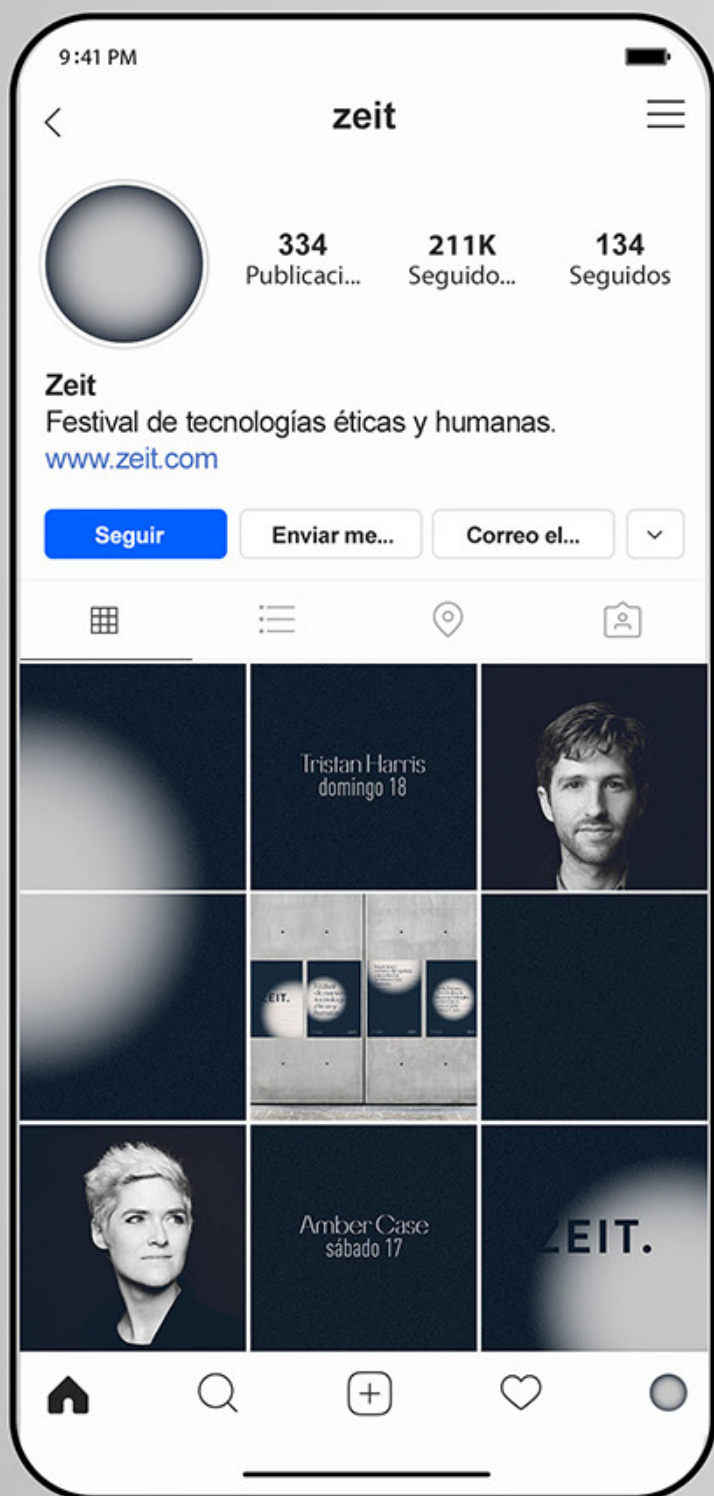 9:41 PM
zeit
334
Publicaci...
211K
Seguido...
134
Seguidos
Zeit
Festival de tecnologías éticas y humanas.
www.zeit.com
Seguir
Enviar me...
Correo el...
Tristan Harris
domingo 18
EIT.
Amber Case
sábado 17
ZEIT.